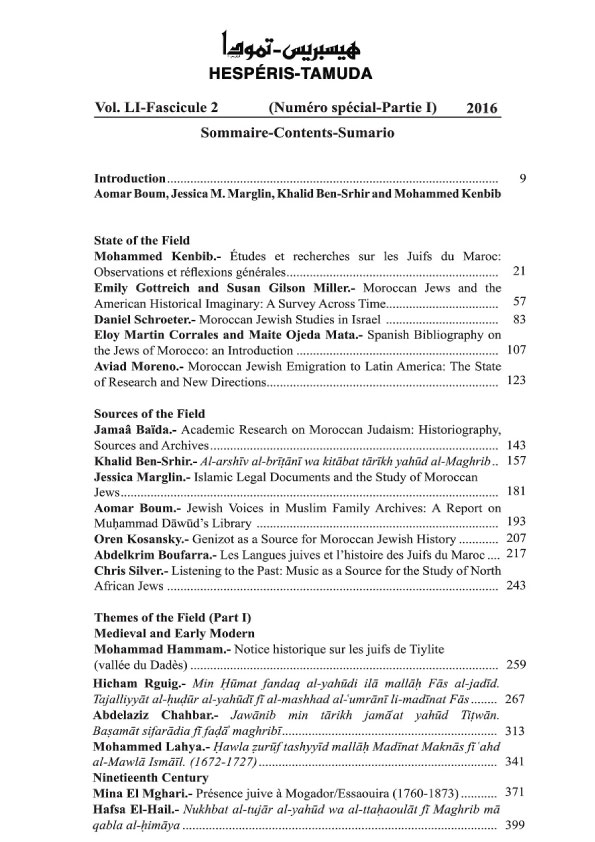 هيسبريس-تمودا
HESPÉRIS-TAMUDA
Vol. LI-Fascicule 2 (Numéro spécial-Partie I) 2016
Sommaire-Contents-Sumario
Introduction.................................................................................................. 9
Aomar Boum, Jessica M. Marglin, Khalid Ben-Srhir and Mohammed Kenbib
State of the Field
Mohammed Kenbib.- Études et recherches sur les Juifs du Maroc:
Observations et réflexions générales.............................................................. 21
Emily Gottreich and Susan Gilson Miller.- Moroccan Jews and the
American Historical Imaginary: A Survey Across Time................................. 57
Daniel Schroeter.- Moroccan Jewish Studies in Israel ................................. 83
Eloy Martin Corrales and Maite Ojeda Mata.- Spanish Bibliography on
the Jews of Morocco: an Introduction ........................................................... 107
Aviad Moreno.- Moroccan Jewish Emigration to Latin America: The State
of Research and New Directions.................................................................... 123
Sources of the Field
Jamaâ Baïda.- Academic Research on Moroccan Judaism: Historiography,
Sources and Archives.................................................................................... 143
Khalid Ben-Srhir.- Al-arshīv al-brīṭānī wa kitābat tārīkh yahūd al-Maghrib.. 157
Jessica Marglin.- Islamic Legal Documents and the Study of Moroccan
Jews............................................................................................................... 181
Aomar Boum.- Jewish Voices in Muslim Family Archives: A Report on
Muḥammad Dāwūd’s Library ....................................................................... 193
Oren Kosansky.- Genizot as a Source for Moroccan Jewish History ........... 207
Abdelkrim Boufarra.- Les Langues juives et l’histoire des Juifs du Maroc .... 217
Chris Silver.- Listening to the Past: Music as a Source for the Study of North
African Jews ................................................................................................. 243
Themes of the Field (Part I)
Medieval and Early Modern
Mohammad Hammam.- Notice historique sur les juifs de Tiylite
(vallée du Dadès) .......................................................................................... 259
Hicham Rguig.- Min Ḥūmat fandaq al-yahūdi ilā mallāḥ Fās al-jadīd.
Tajalliyyāt al-ḥuḍūr al-yahūdī fī al-mashhad al-ʿumrānī li-madīnat Fās ........ 267
Abdelaziz Chahbar.- Jawānib min tārikh jamāʿat yahūd Tiṭwān.
Baṣamāt sifarādia fī faḍāʾ maghribī............................................................... 313
Mohammed Lahya.- Ḥawla ẓurūf tashyyīd mallāḥ Madīnat Maknās fī ʿahd
al-Mawlā Ismāïl. (1672-1727)....................................................................... 341
Ninetieenth Century
Mina El Mghari.- Présence juive à Mogador/Essaouira (1760-1873) ........... 371
Hafsa El-Hail.- Nukhbat al-tujār al-yahūd wa al-ttaḥaoulāt fī Maghrib mā
qabla al-ḥimāya ............................................................................................ 399